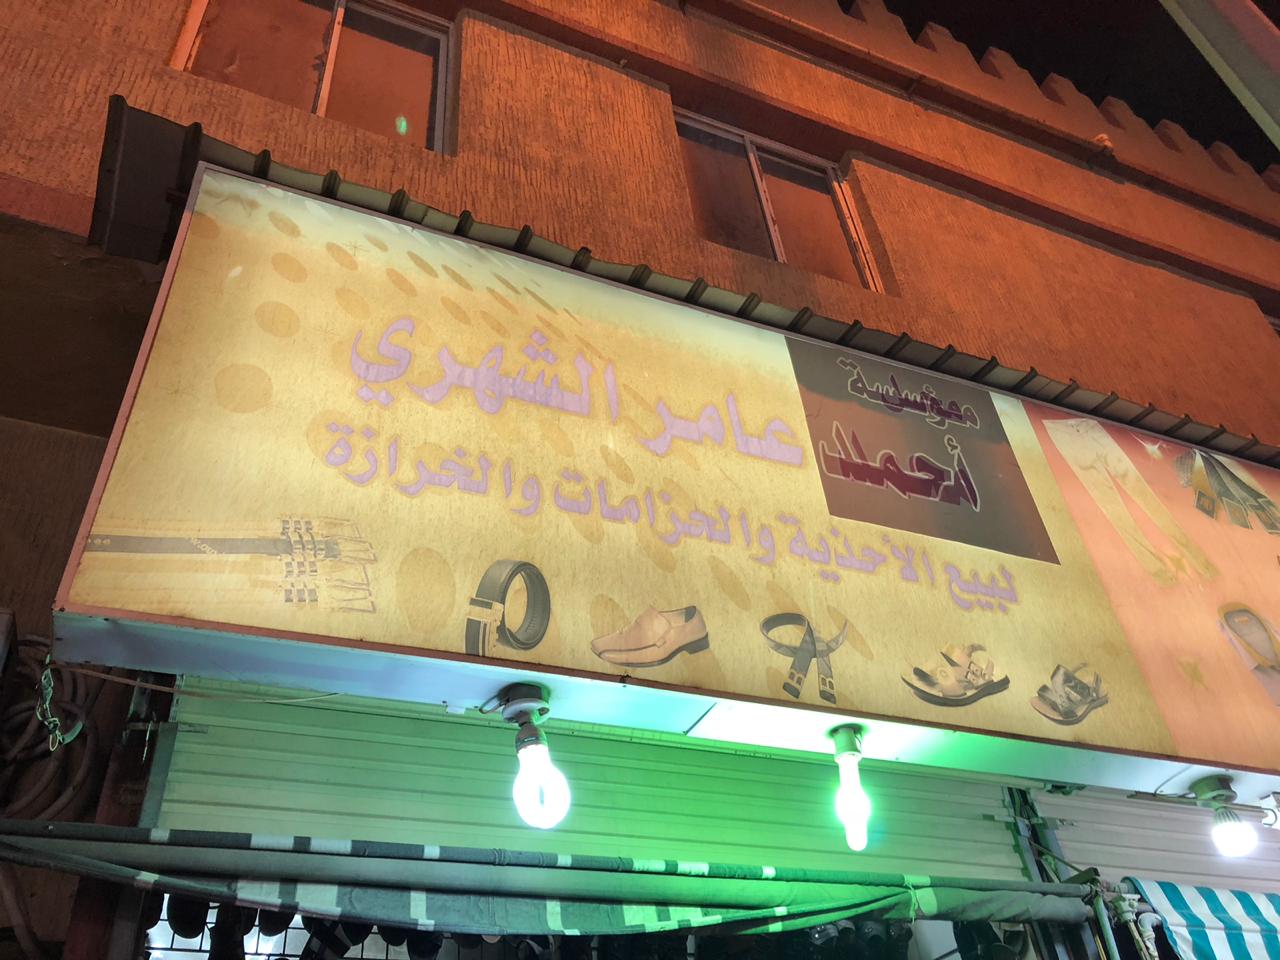 مؤسسة
أحمد
عامر الشهري
لبيع الأحذية والحزامات والخرازة